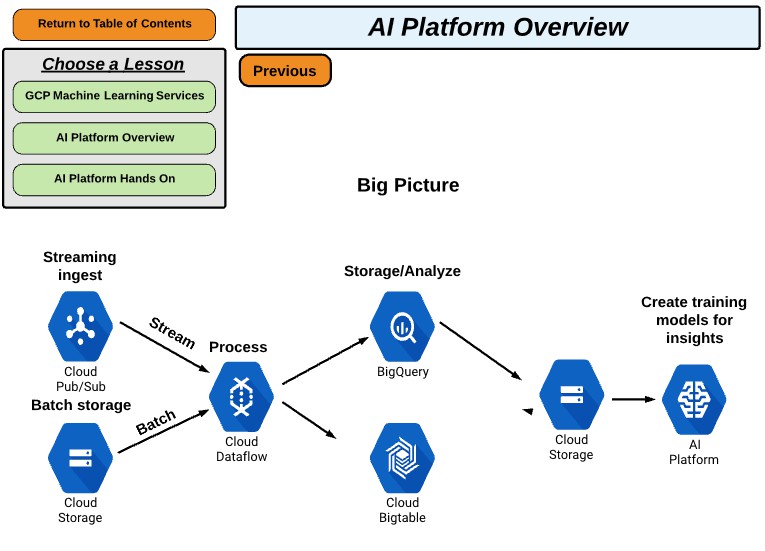 Return to Table of Contents
AI Platform Overview
Choose a Lesson
Previous
GCP Machine Learning Services
AI Platform Overview
AI Platform Hands On
Big Picture
Streaming
ingest
Storage/Analyze
Create training
models for
insights
Stream
Process
Cloud
Pub/Sub
BigQuery
Batch storage
Batch
Cloud
Dataflow
Cloud
Storage
AI
Platform
Cloud
Storage
Cloud
Bigtable